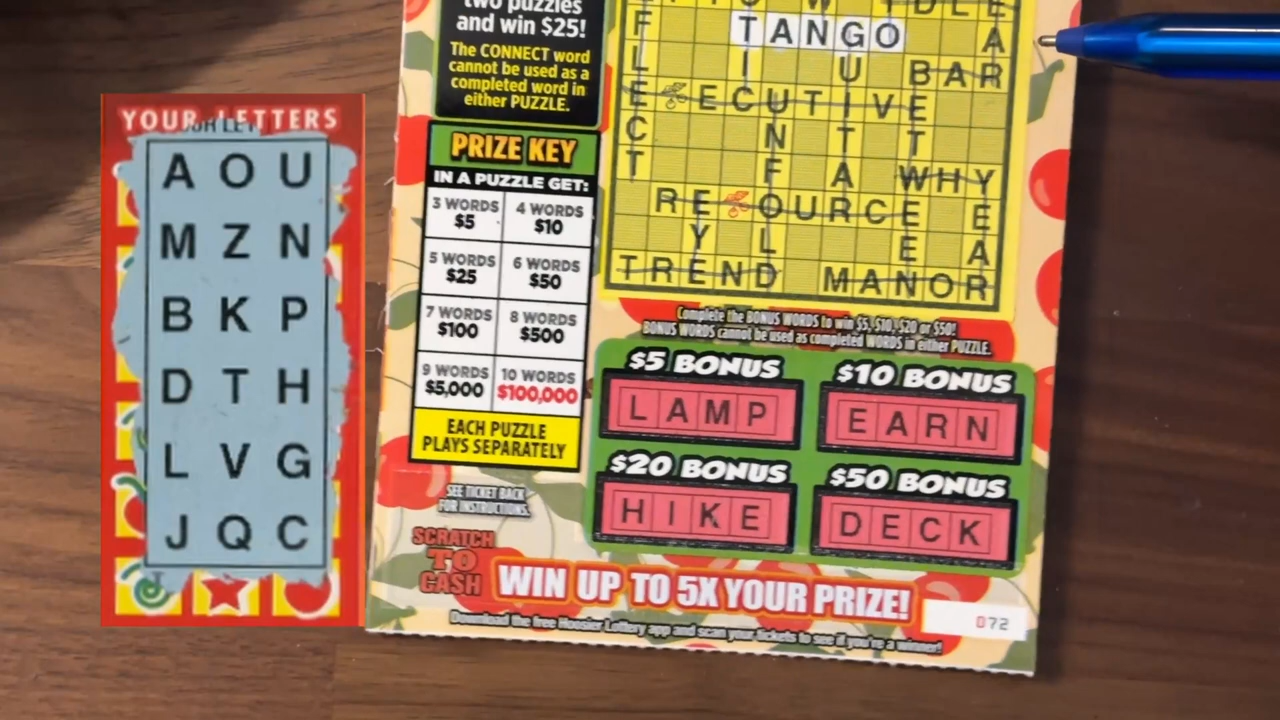 two puzzles
and win $25!
The CONNECT word
cannot be used as a
completed word in
either PUZZLE.
YOUR LETTERS
A O U
M Z N
B K P
D T H
L V G
J Q C
PRIZE KEY
IN A PUZZLE GET:
3 WORDS $5
4 WORDS $10
5 WORDS $25
6 WORDS $50
7 WORDS $100
8 WORDS $500
9 WORDS $5,000
10 WORDS $100,000
EACH PUZZLE
PLAYS SEPARATELY
SEE TICKET BACK
FOR INSTRUCTIONS.
SCRATCH
TO
CASH
TANGO
BAR
ECUTIVE
WHY
RE OURCE
TREND MANOR
FLECT
UNFOLD
GUITAR
YEAR
Complete the BONUS WORDS to win $5, $10, $20 or $50!
BONUS WORDS cannot be used as completed WORDS in either PUZZLE.
$5 BONUS
LAMP
$10 BONUS
EARN
$20 BONUS
HIKE
$50 BONUS
DECK
WIN UP TO 5X YOUR PRIZE!
072
Download the free Hoosier Lottery app and scan your tickets to see if you're a winner!